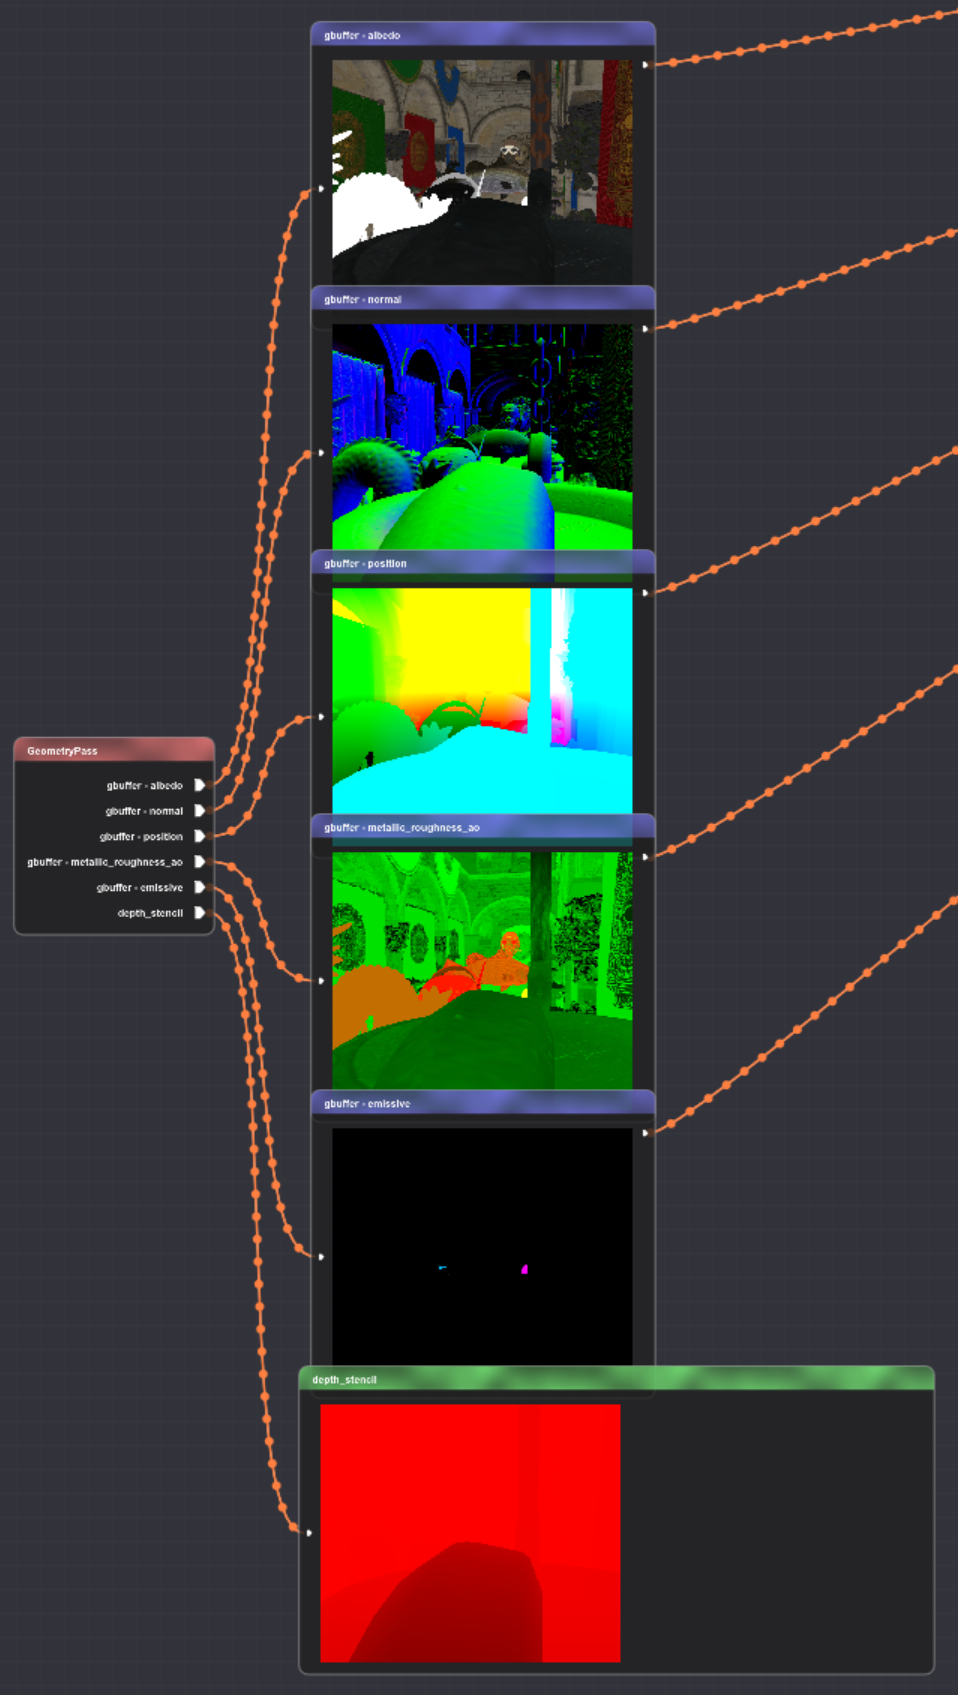 gbuffer - albedo
gbuffer - normal
gbuffer - position
GeometryPass
gbuffer - albedo
gbuffer - normal
gbuffer - position
gbuffer - metallic_roughness_ao
gbuffer - emissive
depth_stencil
gbuffer - metallic_roughness_ao
gbuffer - emissive
depth_stencil